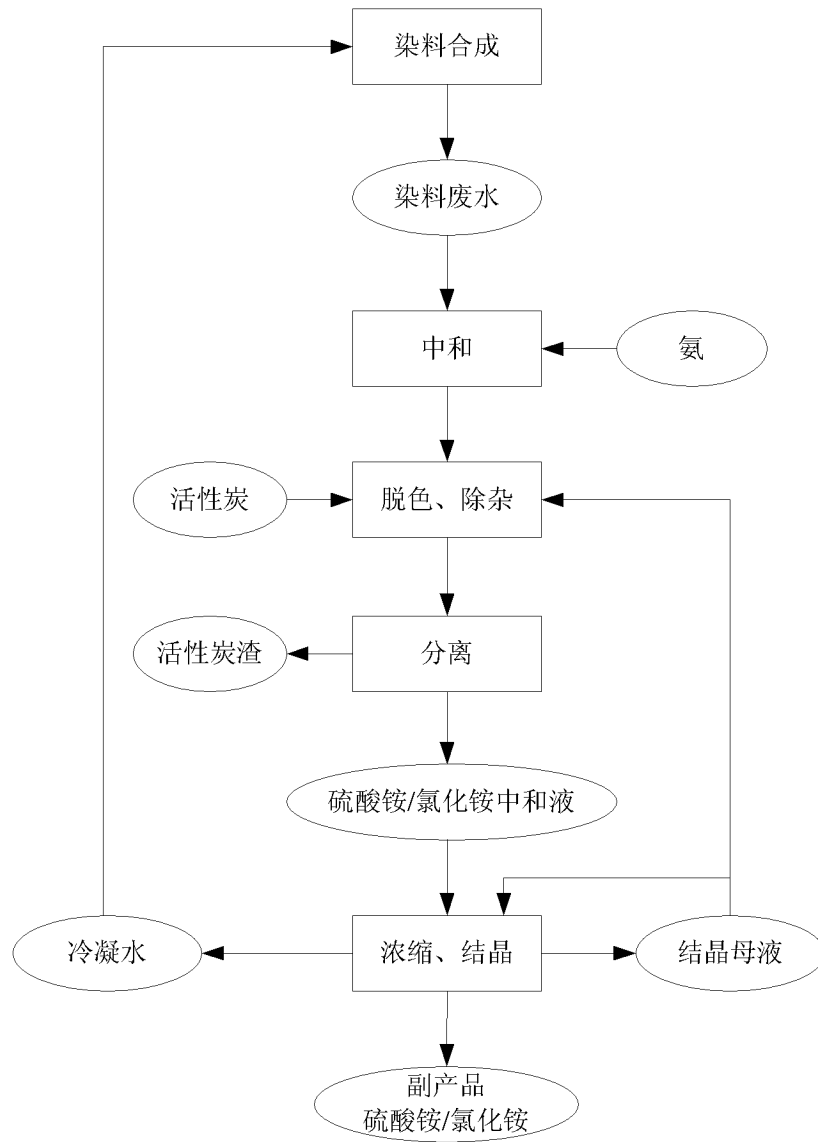 染料合成
染料废水
中和
氨
活性炭
脱色、除杂
活性炭渣
分离
硫酸铵/氯化铵中和液
冷凝水
浓缩、结晶
结晶母液
副产品
硫酸铵/氯化铵